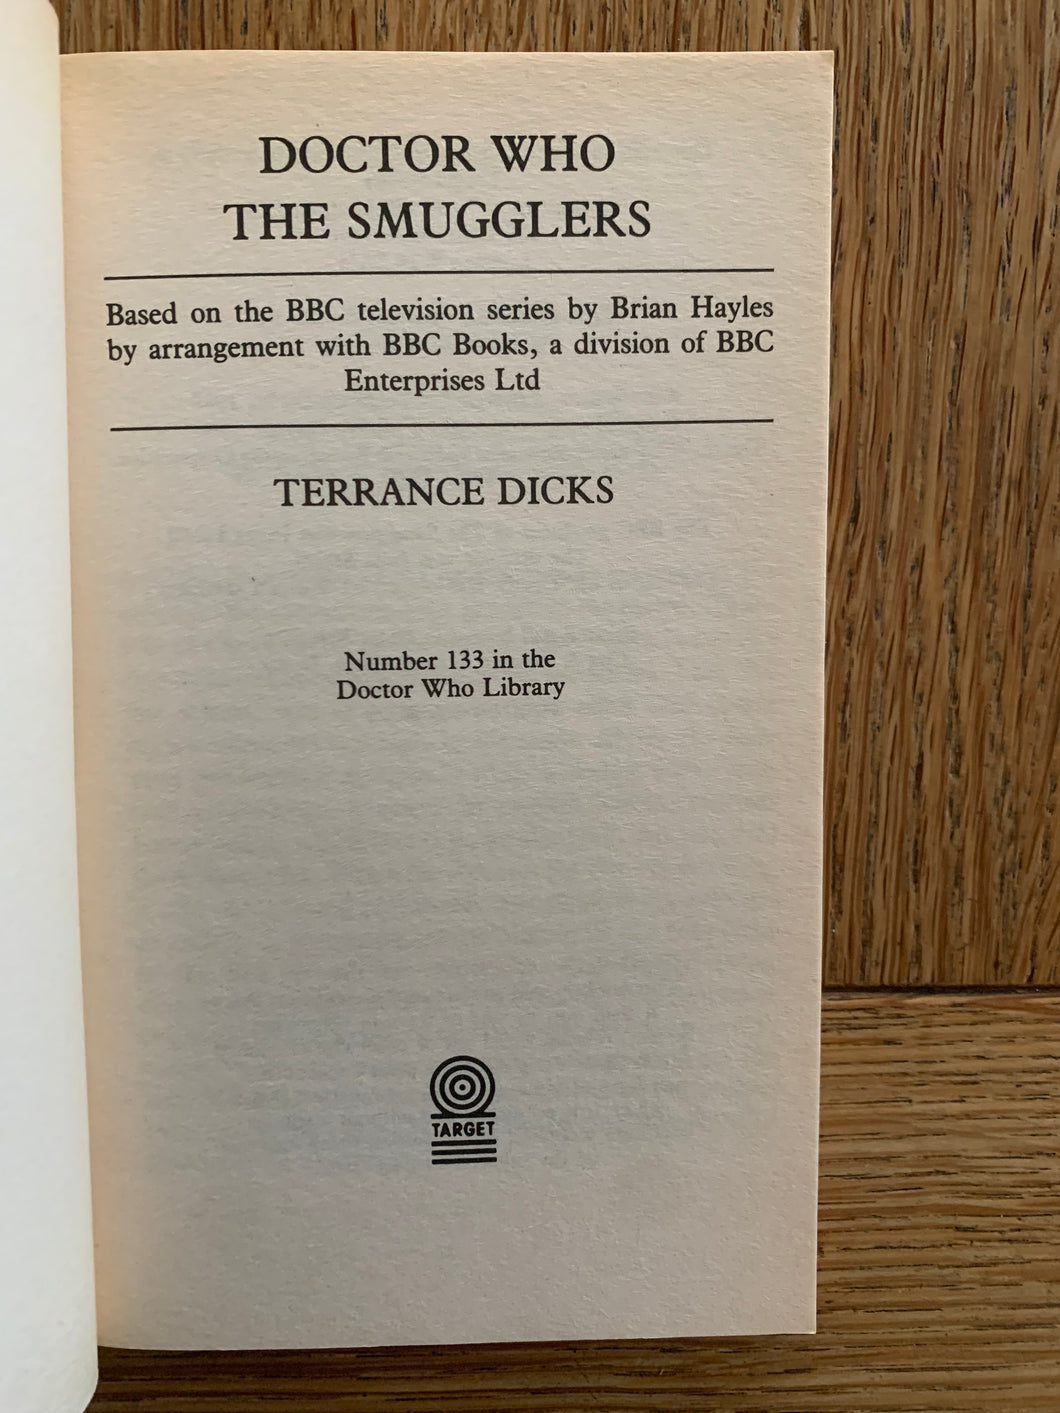 DOCTOR WHO
THE SMUGGLERS
Based on the BBC television series by Brian Hayles
by arrangement with BBC Books, a division of BBC
Enterprises Ltd
TERRANCE DICKS
Number 133 in the
Doctor Who Library
TARGET